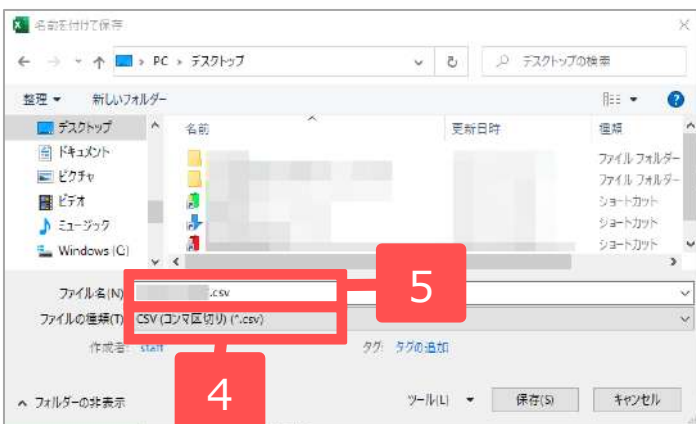 名前を付けて保存
PC > デスクトップ
デスクトップの検索
整理 新しいフォルダー
デスクトップ
ドキュメント
ピクチャ
ビデオ
ミュージック
Windows (C:)
名前 更新日時 種類
ファイル フォルダー
ファイル フォルダー
ショートカット
ショートカット
ショートカット
ファイル名(N): .csv
5
ファイルの種類(T): CSV (コンマ区切り) (*.csv)
作成者: staff タグ: タグの追加
4
フォルダーの非表示 ツール(L) 保存(S) キャンセル